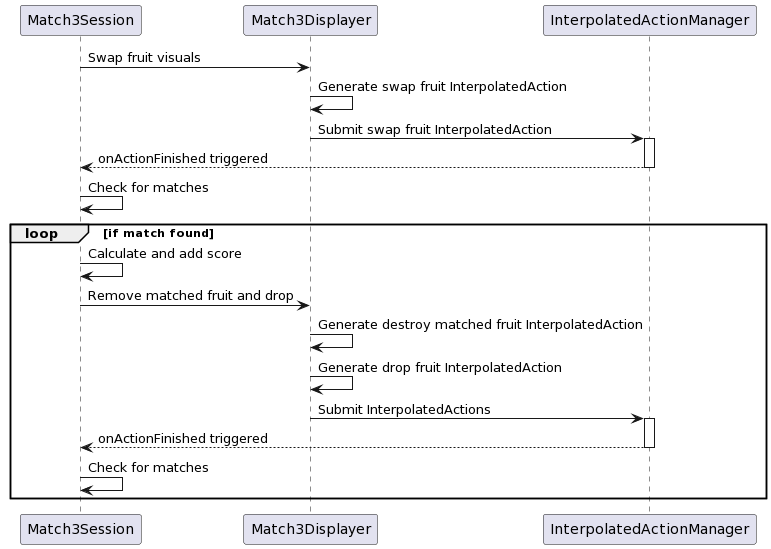 Match3Session Match3Displayer InterpolatedActionManager
Swap fruit visuals
Generate swap fruit InterpolatedAction
Submit swap fruit InterpolatedAction
onActionFinished triggered
Check for matches
loop [if match found]
Calculate and add score
Remove matched fruit and drop
Generate destroy matched fruit InterpolatedAction
Generate drop fruit InterpolatedAction
Submit InterpolatedActions
onActionFinished triggered
Check for matches
Match3Session Match3Displayer InterpolatedActionManager